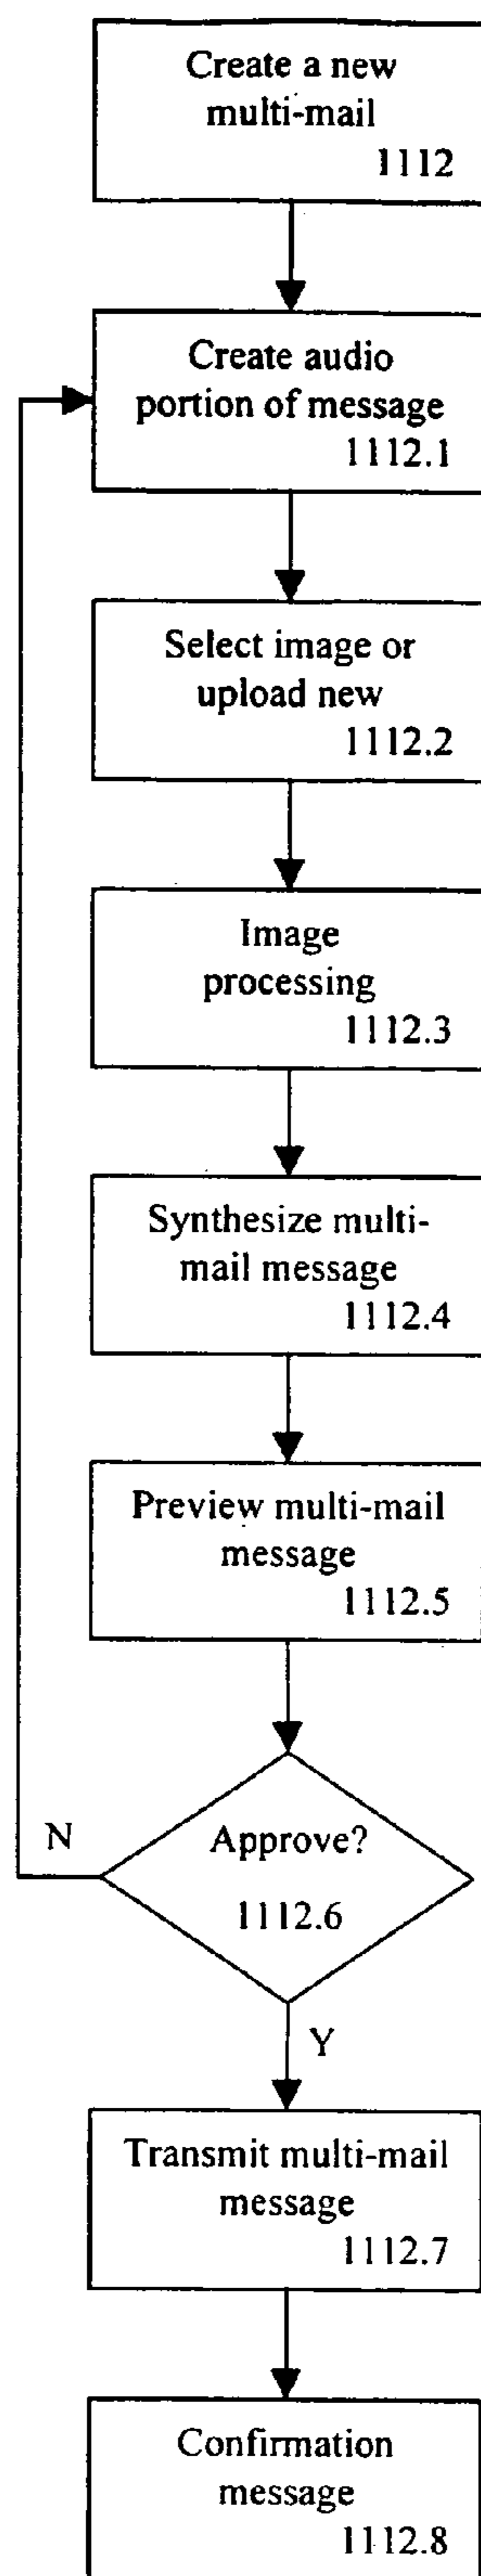 Create a new
multi-mail
1112
Create audio
portion of message
1112.1
Select image or
upload new
1112.2
Image
processing
1112.3
Synthesize multi-
mail message
1112.4
Preview multi-mail
message
1112.5
N
Approve?
1112.6
Y
Transmit multi-mail
message
1112.7
Confirmation
message
1112.8